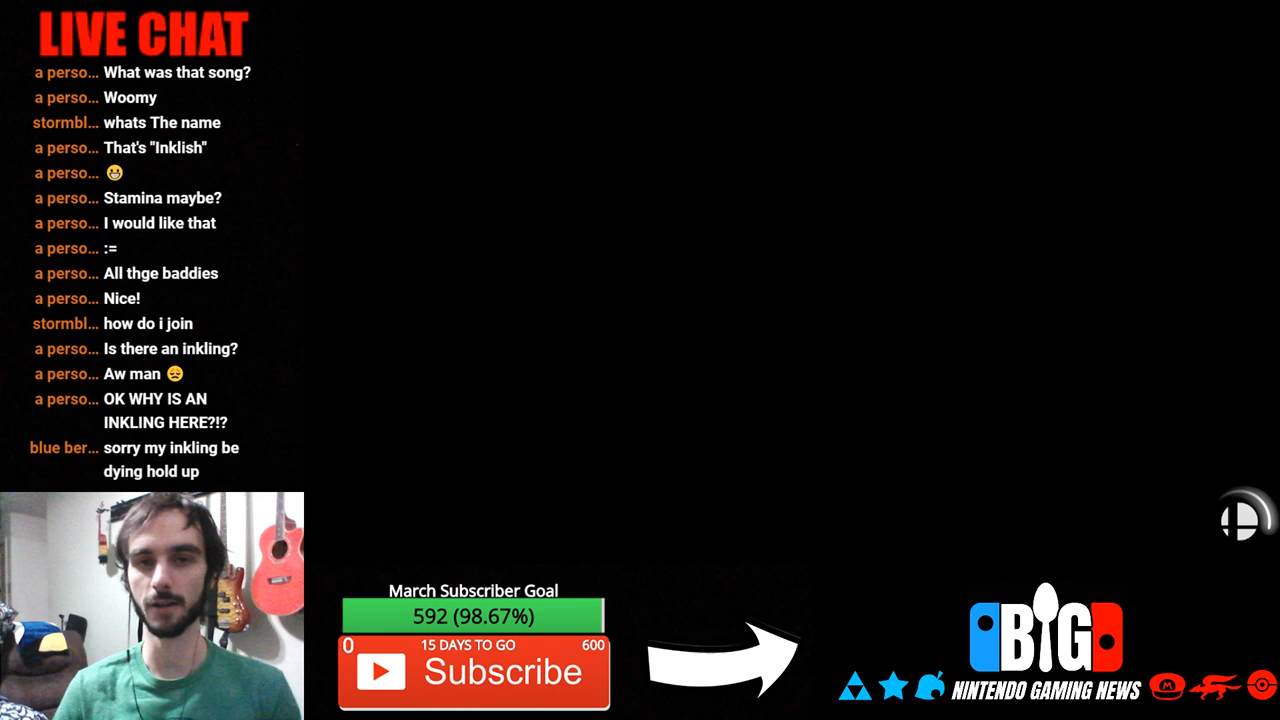 LIVE CHAT
a perso... What was that song?
a perso... Woomy
stormbl... whats The name
a perso... That's "Inklish"
a perso... 😀
a perso... Stamina maybe?
a perso... I would like that
a perso... :=
a perso... All thge baddies
a perso... Nice!
stormbl... how do i join
a perso... Is there an inkling?
a perso... Aw man 😞
a perso... OK WHY IS AN
INKLING HERE?!?
blue ber... sorry my inkling be
dying hold up
March Subscriber Goal
592 (98.67%)
0 15 DAYS TO GO 600
Subscribe
BIG
NINTENDO GAMING NEWS
M